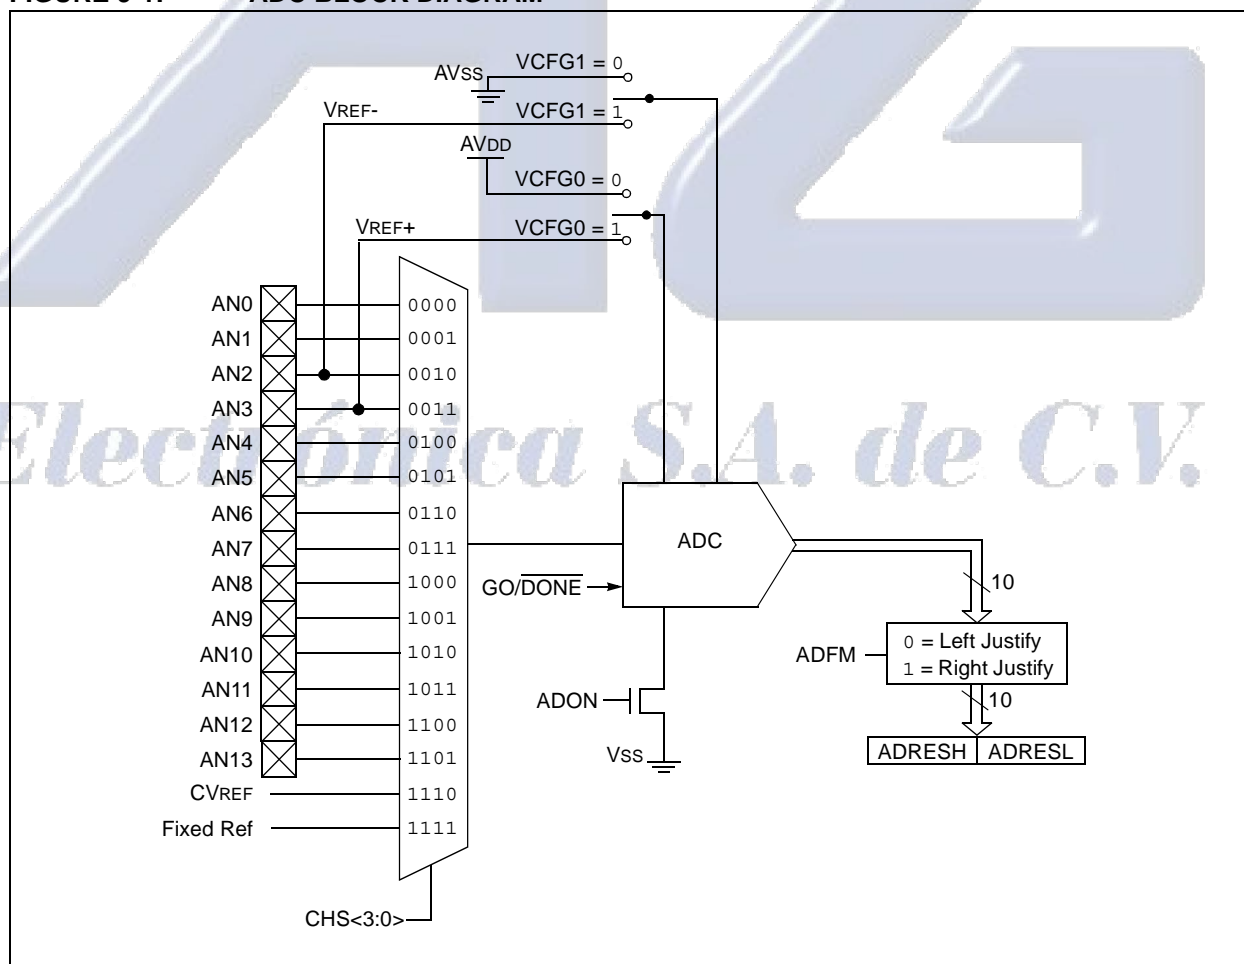 AVSS
VCFG1 = 0
VREF-
VCFG1 = 1
AVDD
VCFG0 = 0
VREF+
VCFG0 = 1
AN0 0000
AN1 0001
AN2 0010
AN3 0011
AN4 0100
AN5 0101
AN6 0110
AN7 0111
AN8 1000
AN9 1001
AN10 1010
AN11 1011
AN12 1100
AN13 1101
CVREF 1110
Fixed Ref 1111
CHS<3:0>
Electrónica S.A. de C.V.
ADC
GO/DONE
10
ADFM
0 = Left Justify
1 = Right Justify
10
ADON
VSS
ADRESH ADRESL